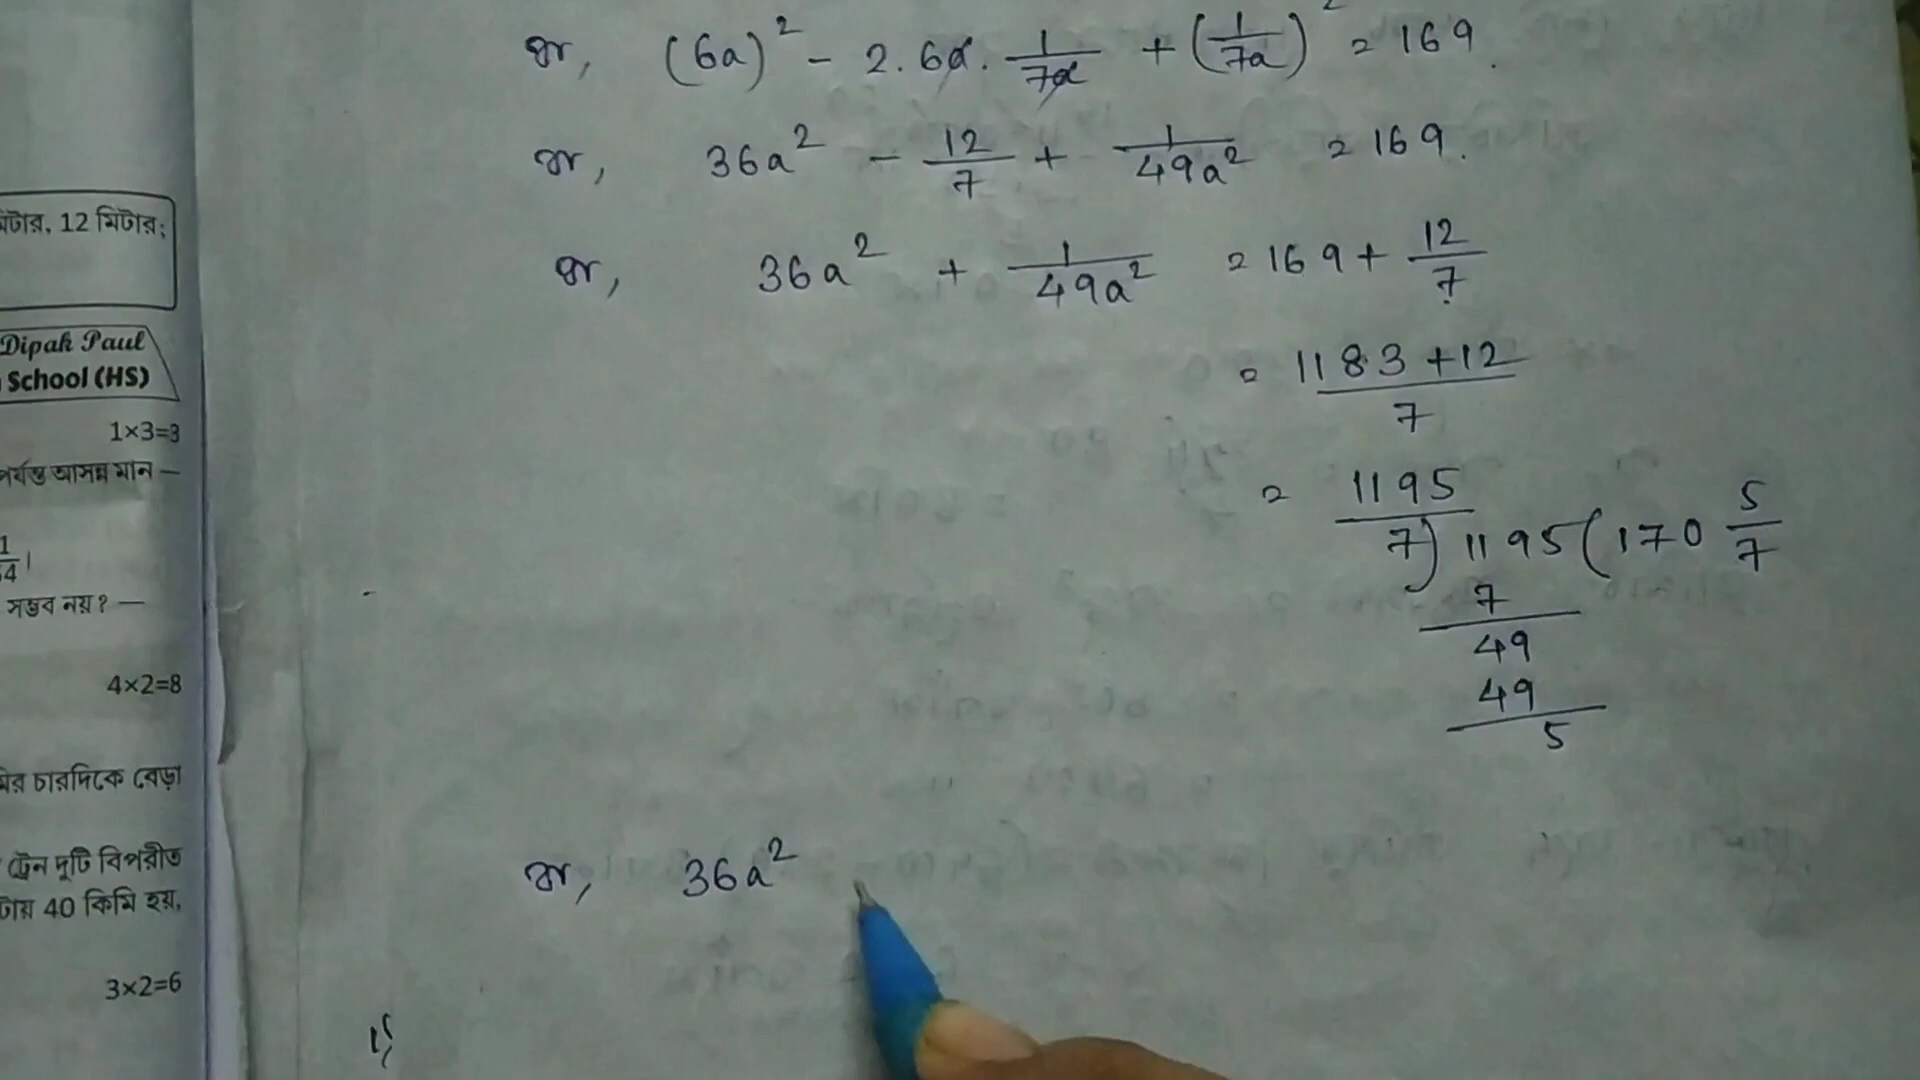 মিটার, 12 মিটার;
Dipak Paul
School (HS)
1×3=3
পর্যন্ত আসন্ন মান —
সম্ভব নয়? —
4×2=8
চারদিকে বেড়া
ট্রেন দুটি বিপরীত
40 কিমি হয়,
3×2=6
বা, (6a)² - 2.6a. 1/7a + (1/7a)² = 169.
বা, 36a² - 12/7 + 1/49a² = 169.
বা, 36a² + 1/49a² = 169 + 12/7
= 1183+12/7
= 1195/7
7) 1195 (170 5/7
7
49
49
5
বা, 36a²